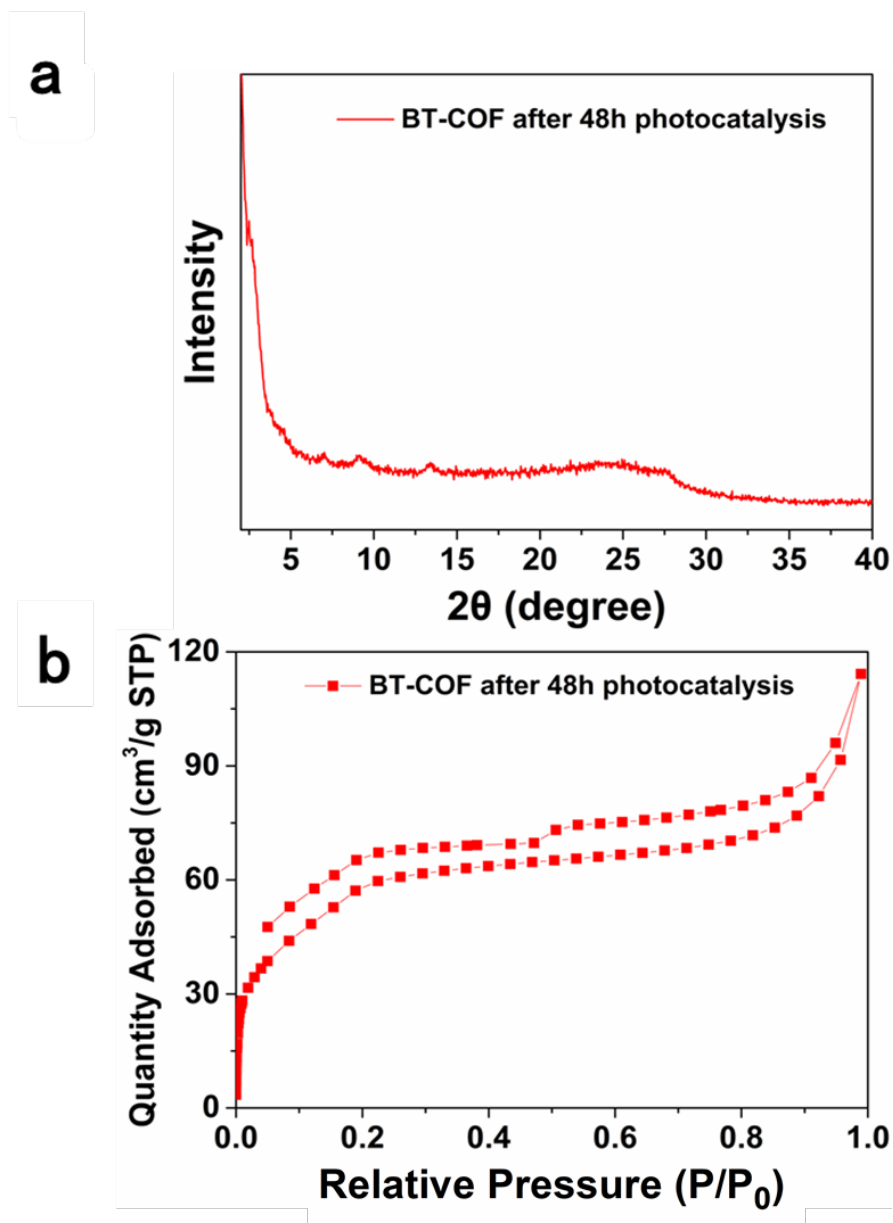 a
BT-COF after 48h photocatalysis
Intensity
5 10 15 20 25 30 35 40
2θ (degree)
b
BT-COF after 48h photocatalysis
Quantity Adsorbed (cm³/g STP)
120
90
60
30
0
0.0 0.2 0.4 0.6 0.8 1.0
Relative Pressure (P/P₀)